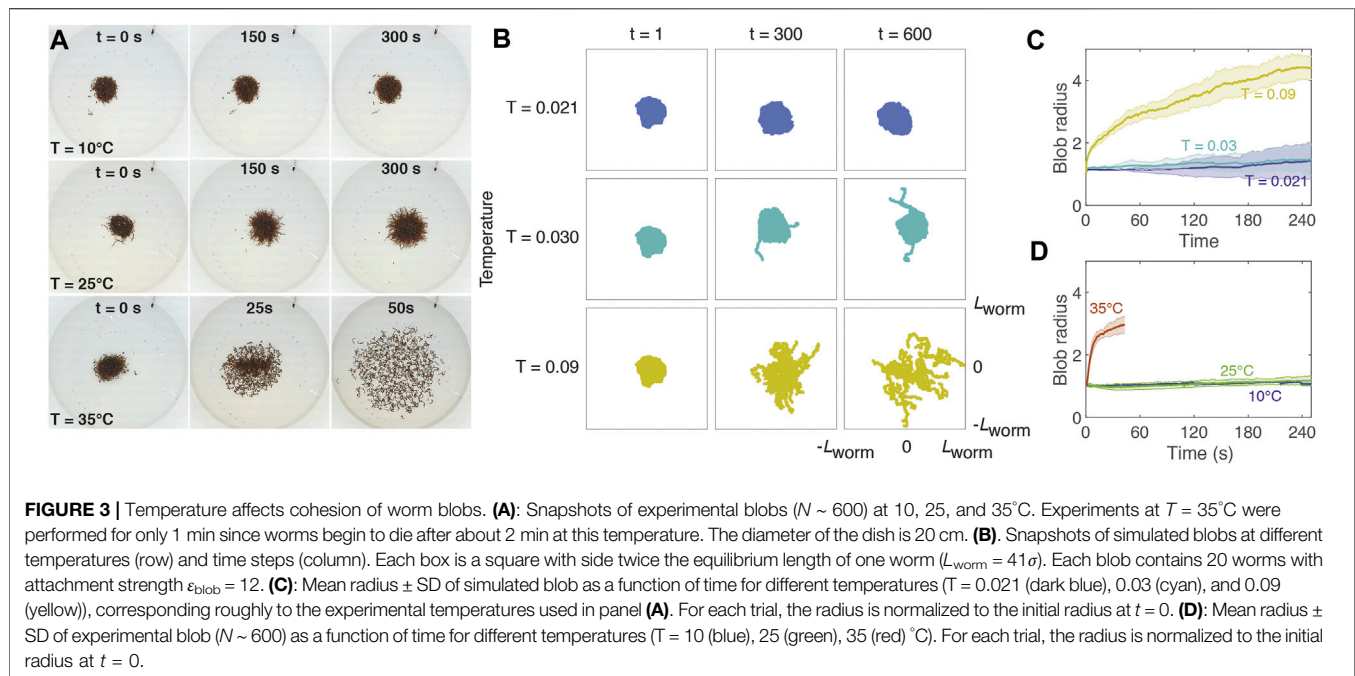 A
t = 0 s 150 s 300 s
T = 10°C
t = 0 s 150 s 300 s
T = 25°C
t = 0 s 25s 50s
T = 35°C
B
t = 1 t = 300 t = 600
T = 0.021
Temperature
T = 0.030
T = 0.09
Lworm
0
-Lworm
-Lworm 0 Lworm
C
Blob radius
4
2
0
T = 0.09
T = 0.03
T = 0.021
0 60 120 180 240
Time
D
Blob radius
4
2
0
35°C
25°C
10°C
0 60 120 180 240
Time (s)
FIGURE 3 | Temperature affects cohesion of worm blobs. (A): Snapshots of experimental blobs (N ~ 600) at 10, 25, and 35°C. Experiments at T = 35°C were
performed for only 1 min since worms begin to die after about 2 min at this temperature. The diameter of the dish is 20 cm. (B). Snapshots of simulated blobs at different
temperatures (row) and time steps (column). Each box is a square with side twice the equilibrium length of one worm (Lworm = 41σ). Each blob contains 20 worms with
attachment strength εblob = 12. (C): Mean radius ± SD of simulated blob as a function of time for different temperatures (T = 0.021 (dark blue), 0.03 (cyan), and 0.09
(yellow)), corresponding roughly to the experimental temperatures used in panel (A). For each trial, the radius is normalized to the initial radius at t = 0. (D): Mean radius ±
SD of experimental blob (N ~ 600) as a function of time for different temperatures (T = 10 (blue), 25 (green), 35 (red) °C). For each trial, the radius is normalized to the initial
radius at t = 0.